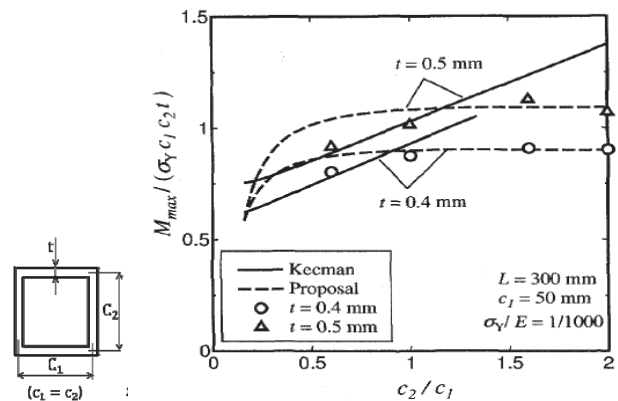 1.5
t = 0.5 mm
1
t = 0.4 mm
0.5
Kecman
Proposal
t = 0.4 mm
t = 0.5 mm
L = 300 mm
c₁ = 50 mm
σY / E = 1/1000
0
0 0.5 1.0 1.5 2
c₂ / c₁
Mmax / (σY c₁ c₂ t)
t
C₂
C₁
(c₁ = c₂)